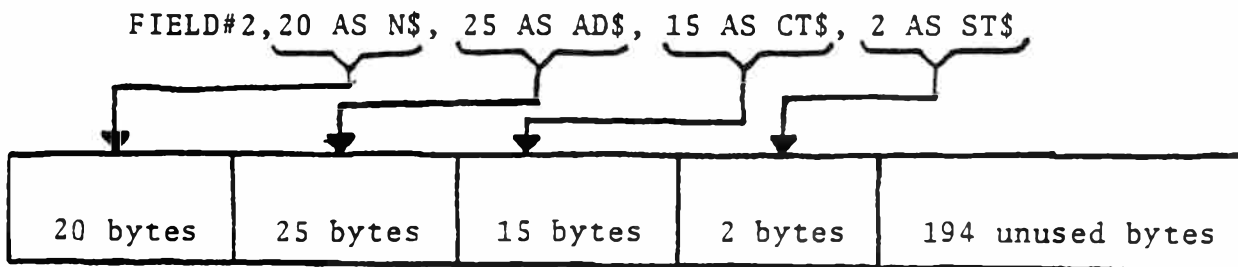 FIELD#2,20 AS N$, 25 AS AD$, 15 AS CT$, 2 AS ST$
20 bytes 25 bytes 15 bytes 2 bytes 194 unused bytes